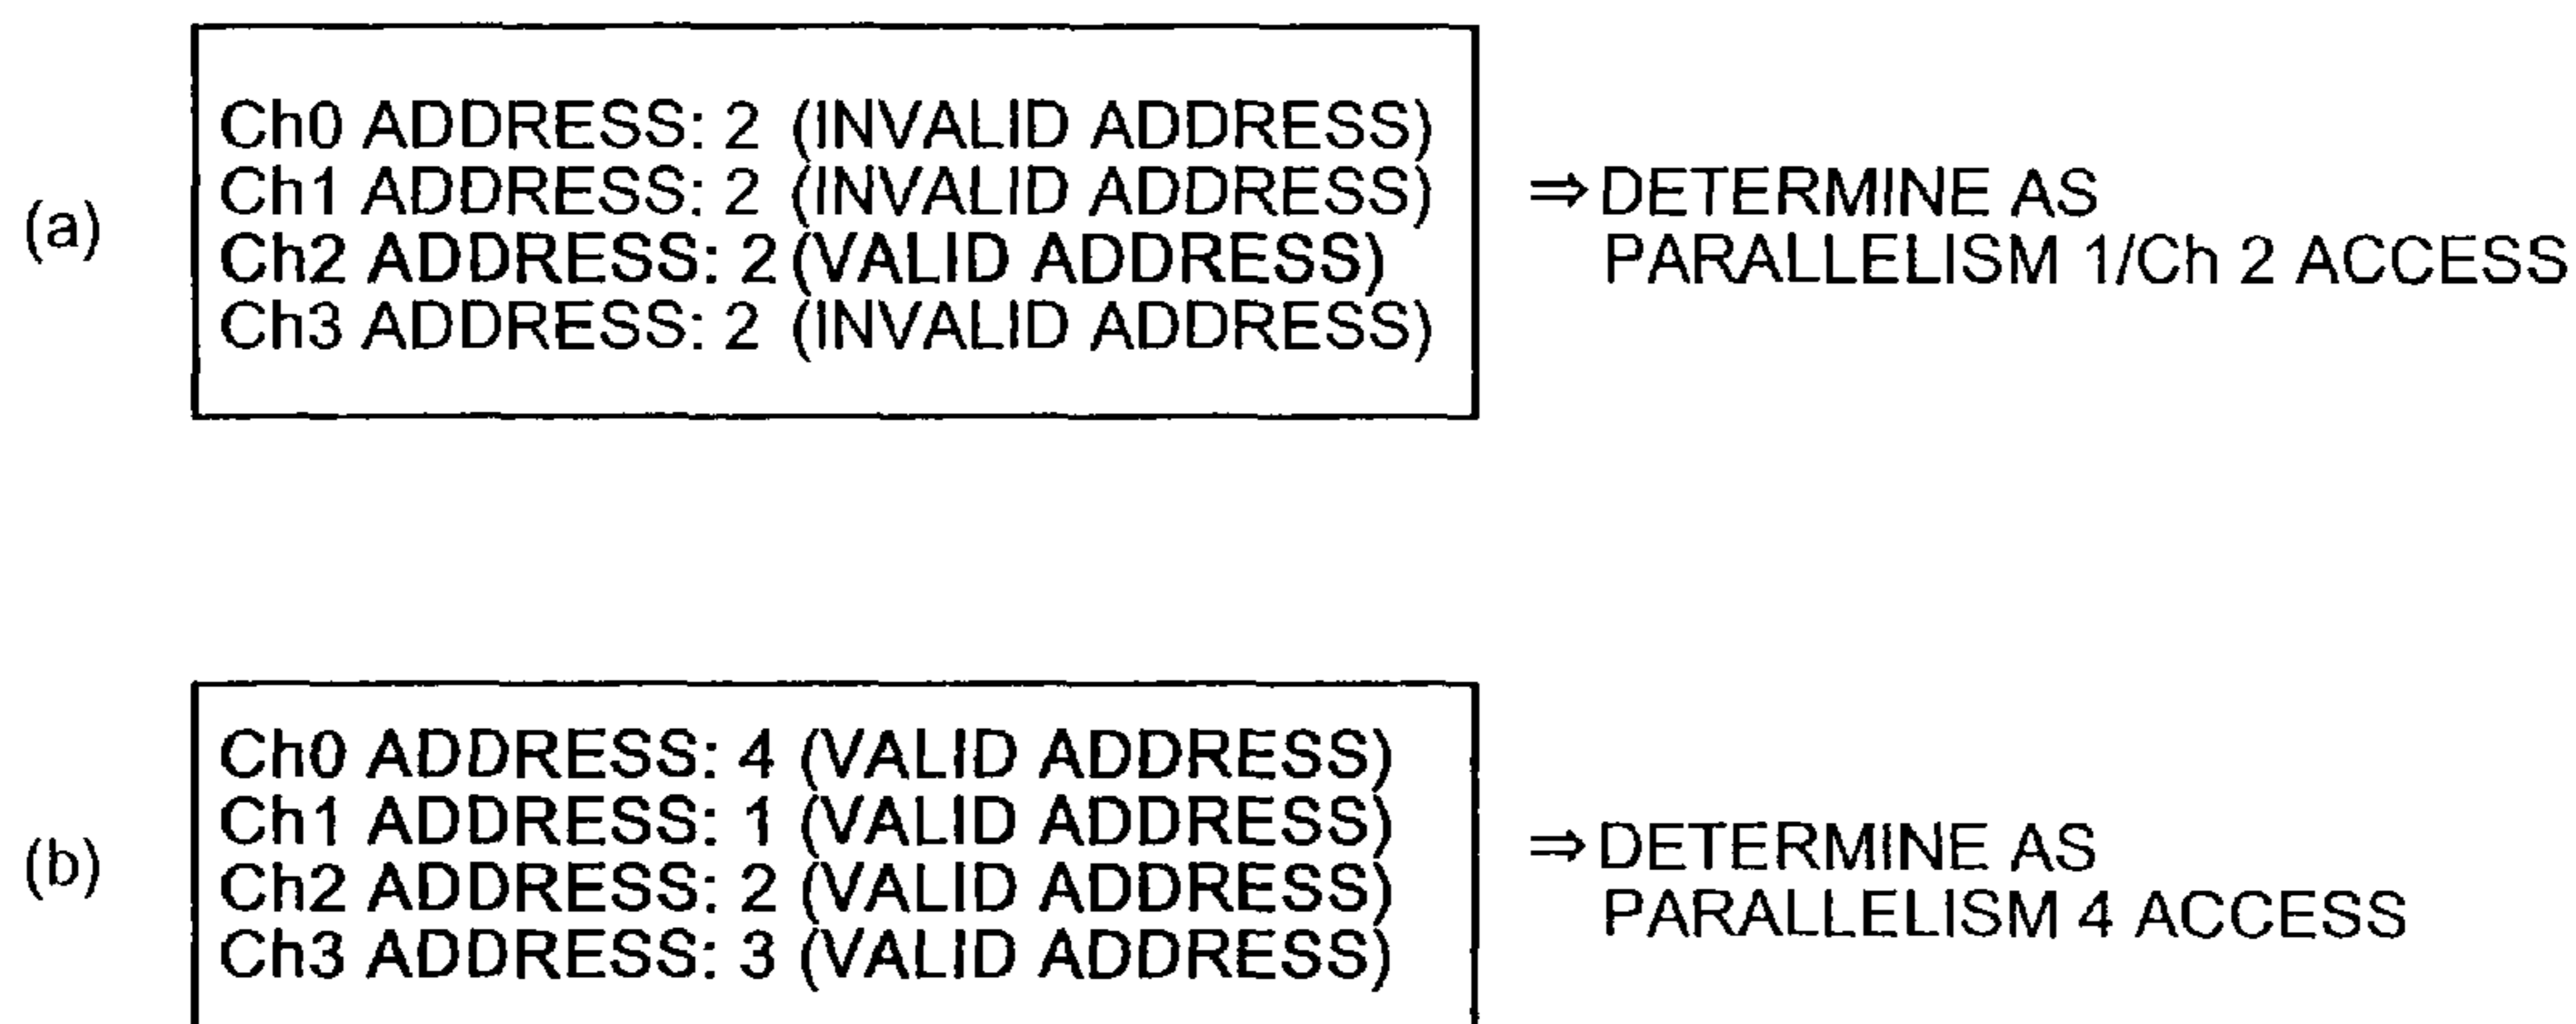 (a)
Ch0 ADDRESS: 2 (INVALID ADDRESS)
Ch1 ADDRESS: 2 (INVALID ADDRESS)
Ch2 ADDRESS: 2 (VALID ADDRESS)
Ch3 ADDRESS: 2 (INVALID ADDRESS)
⇒ DETERMINE AS
PARALLELISM 1/Ch 2 ACCESS
(b)
Ch0 ADDRESS: 4 (VALID ADDRESS)
Ch1 ADDRESS: 1 (VALID ADDRESS)
Ch2 ADDRESS: 2 (VALID ADDRESS)
Ch3 ADDRESS: 3 (VALID ADDRESS)
⇒ DETERMINE AS
PARALLELISM 4 ACCESS